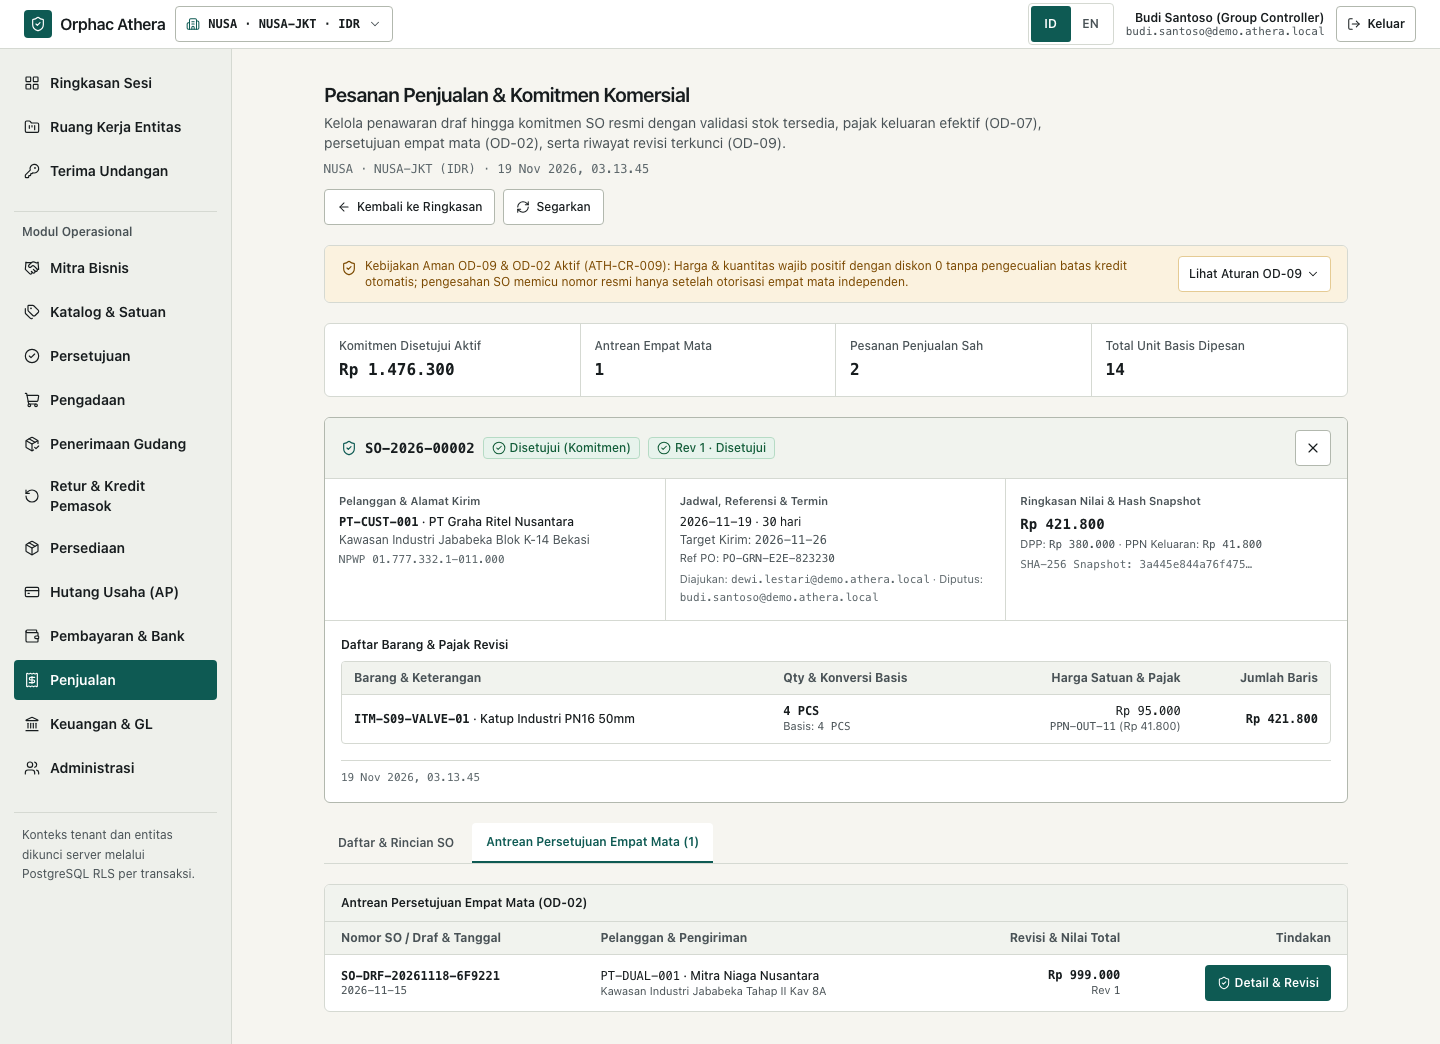 Orphac Athera
NUSA · NUSA-JKT · IDR
ID
EN
Budi Santoso (Group Controller)
budi.santoso@demo.athera.local
Keluar
Ringkasan Sesi
Ruang Kerja Entitas
Terima Undangan
Modul Operasional
Mitra Bisnis
Katalog & Satuan
Persetujuan
Pengadaan
Penerimaan Gudang
Retur & Kredit
Pemasok
Persediaan
Hutang Usaha (AP)
Pembayaran & Bank
Penjualan
Keuangan & GL
Administrasi
Konteks tenant dan entitas
dikunci server melalui
PostgreSQL RLS per transaksi.
Pesanan Penjualan & Komitmen Komersial
Kelola penawaran draf hingga komitmen SO resmi dengan validasi stok tersedia, pajak keluaran efektif (OD-07),
persetujuan empat mata (OD-02), serta riwayat revisi terkunci (OD-09).
NUSA · NUSA-JKT (IDR) · 19 Nov 2026, 03.13.45
Kembali ke Ringkasan
Segarkan
Kebijakan Aman OD-09 & OD-02 Aktif (ATH-CR-009): Harga & kuantitas wajib positif dengan diskon 0 tanpa pengecualian batas kredit
otomatis; pengesahan SO memicu nomor resmi hanya setelah otorisasi empat mata independen.
Lihat Aturan OD-09
Komitmen Disetujui Aktif
Rp 1.476.300
Antrean Empat Mata
1
Pesanan Penjualan Sah
2
Total Unit Basis Dipesan
14
SO-2026-00002
Disetujui (Komitmen)
Rev 1 · Disetujui
Pelanggan & Alamat Kirim
PT-CUST-001 · PT Graha Ritel Nusantara
Kawasan Industri Jababeka Blok K-14 Bekasi
NPWP 01.777.332.1-011.000
Jadwal, Referensi & Termin
2026-11-19 · 30 hari
Target Kirim: 2026-11-26
Ref PO: PO-GRN-E2E-823230
Diajukan: dewi.lestari@demo.athera.local · Diputus:
budi.santoso@demo.athera.local
Ringkasan Nilai & Hash Snapshot
Rp 421.800
DPP: Rp 380.000 · PPN Keluaran: Rp 41.800
SHA-256 Snapshot: 3a445e844a76f475…
Daftar Barang & Pajak Revisi
Barang & Keterangan
Qty & Konversi Basis
Harga Satuan & Pajak
Jumlah Baris
ITM-S09-VALVE-01 · Katup Industri PN16 50mm
4 PCS
Basis: 4 PCS
Rp 95.000
PPN-OUT-11 (Rp 41.800)
Rp 421.800
19 Nov 2026, 03.13.45
Daftar & Rincian SO
Antrean Persetujuan Empat Mata (1)
Antrean Persetujuan Empat Mata (OD-02)
Nomor SO / Draf & Tanggal
Pelanggan & Pengiriman
Revisi & Nilai Total
Tindakan
SO-DRF-20261118-6F9221
2026-11-15
PT-DUAL-001 · Mitra Niaga Nusantara
Kawasan Industri Jababeka Tahap II Kav 8A
Rp 999.000
Rev 1
Detail & Revisi